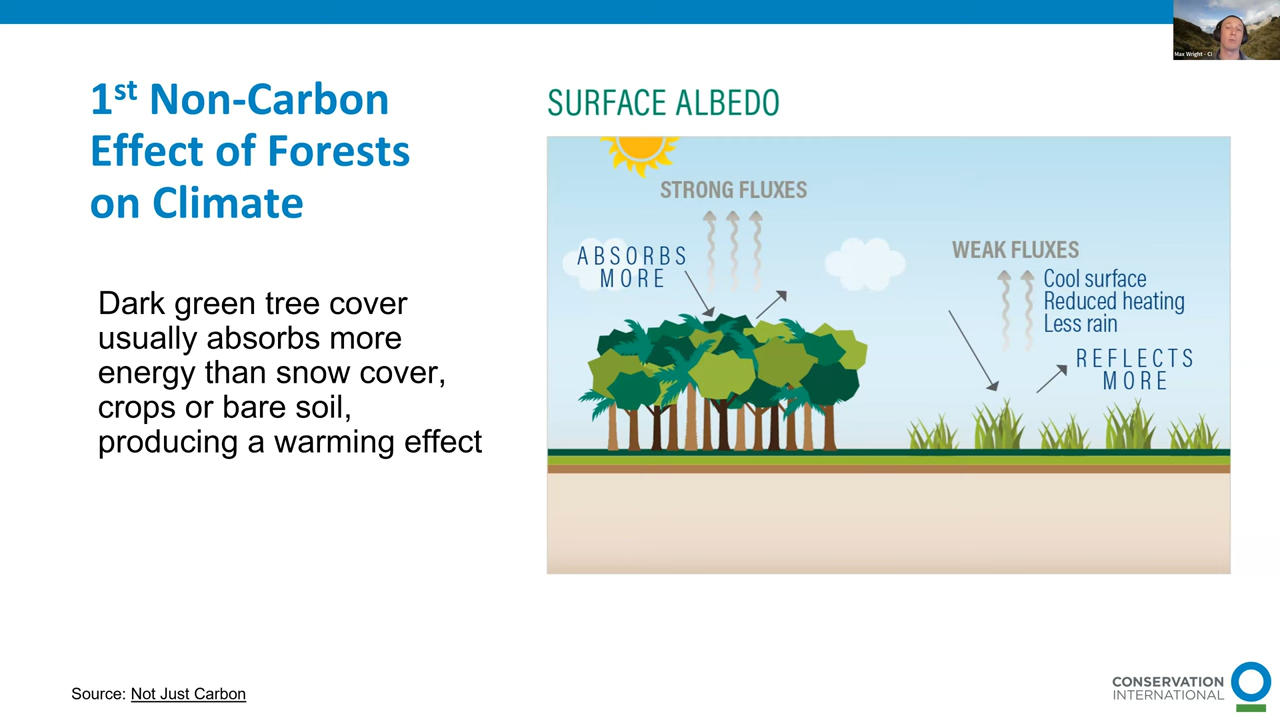 Max Wright - CI
1st Non-Carbon
Effect of Forests
on Climate
Dark green tree cover
usually absorbs more
energy than snow cover,
crops or bare soil,
producing a warming effect
SURFACE ALBEDO
STRONG FLUXES
ABSORBS
MORE
WEAK FLUXES
Cool surface
Reduced heating
Less rain
REFLECTS
MORE
Source: Not Just Carbon
CONSERVATION
INTERNATIONAL